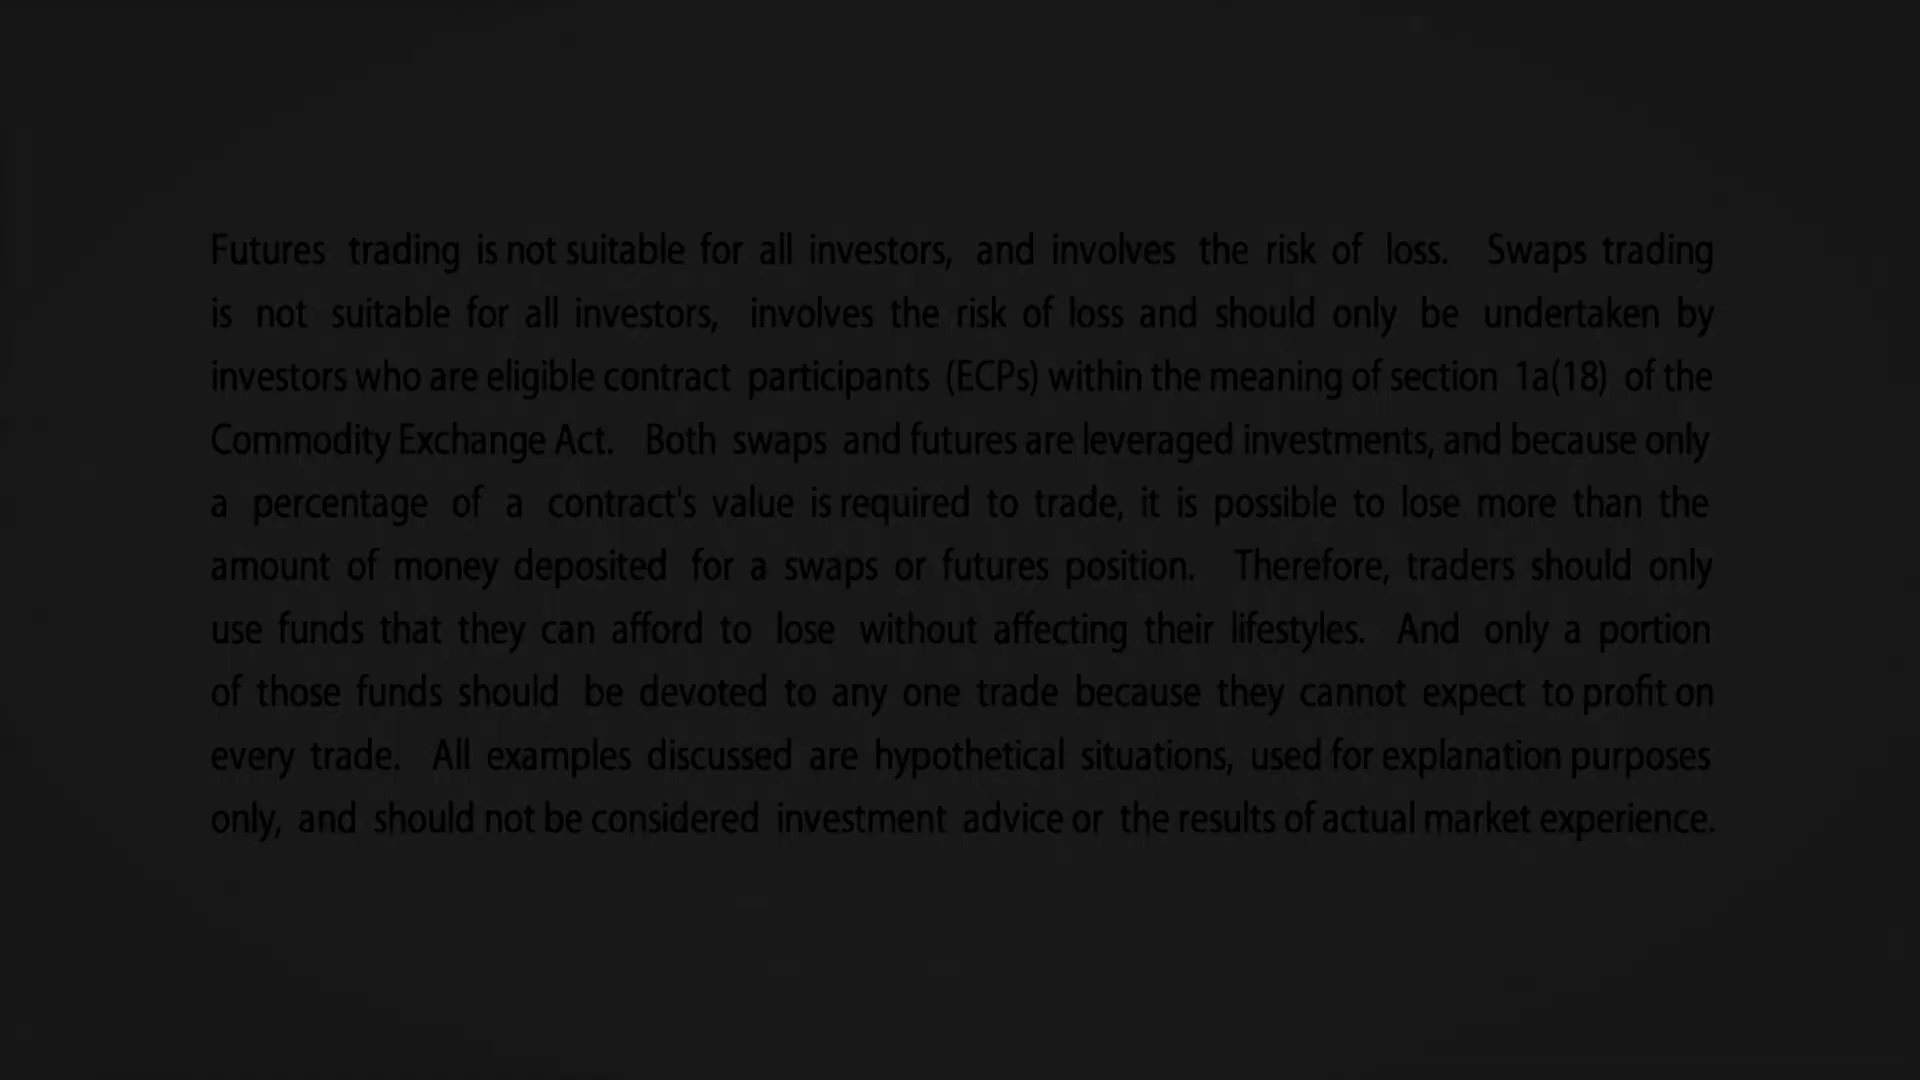 Futures trading is not suitable for all investors, and involves the risk of loss. Swaps trading
is not suitable for all investors, involves the risk of loss and should only be undertaken by
investors who are eligible contract participants (ECPs) within the meaning of section 1a(18) of the
Commodity Exchange Act. Both swaps and futures are leveraged investments, and because only
a percentage of a contract's value is required to trade, it is possible to lose more than the
amount of money deposited for a swaps or futures position. Therefore, traders should only
use funds that they can afford to lose without affecting their lifestyles. And only a portion
of those funds should be devoted to any one trade because they cannot expect to profit on
every trade. All examples discussed are hypothetical situations, used for explanation purposes
only, and should not be considered investment advice or the results of actual market experience.